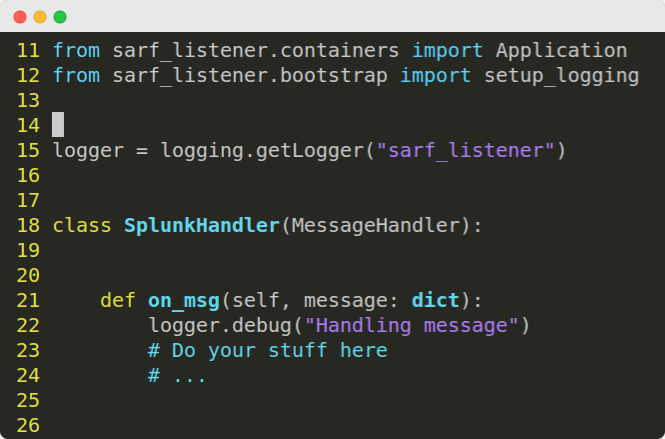 11 from sarf_listener.containers import Application
12 from sarf_listener.bootstrap import setup_logging
13
14
15 logger = logging.getLogger("sarf_listener")
16
17
18 class SplunkHandler(MessageHandler):
19
20
21     def on_msg(self, message: dict):
22         logger.debug("Handling message")
23         # Do your stuff here
24         # ...
25
26